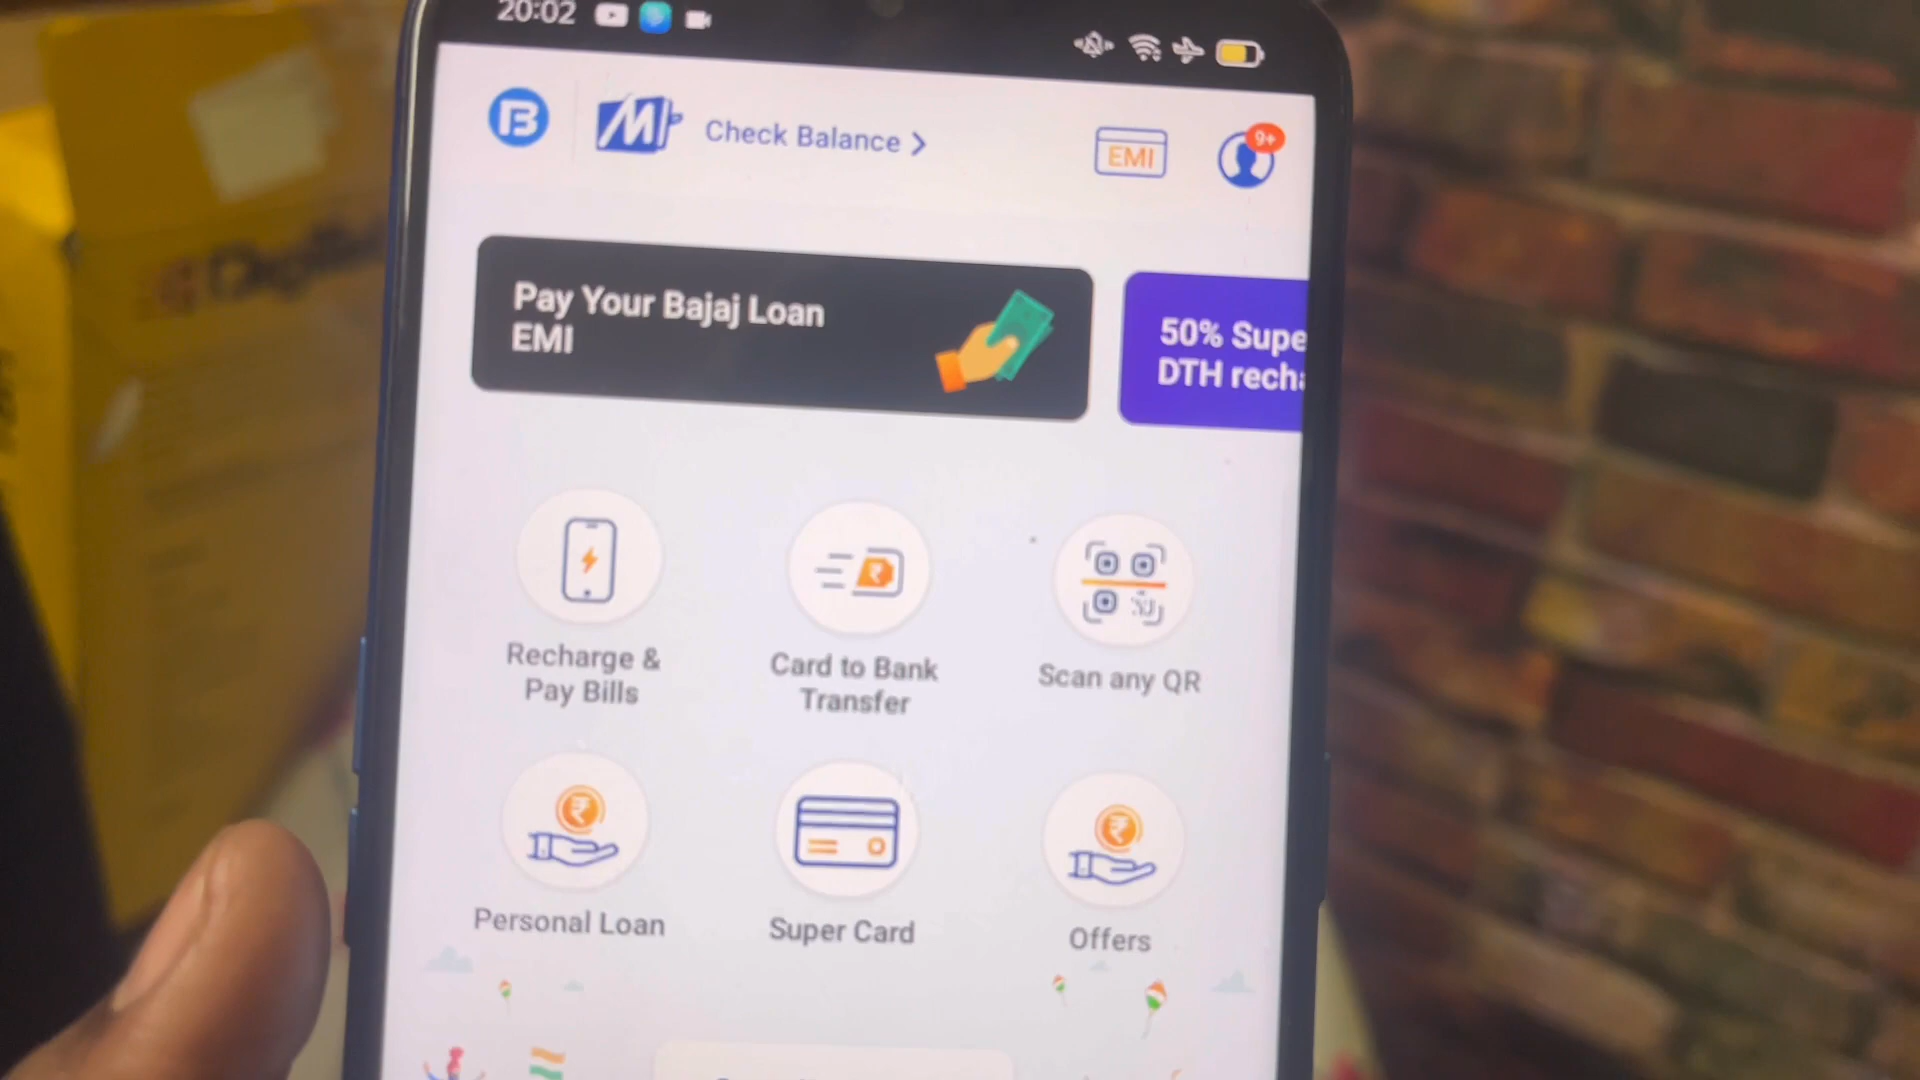 20:02
B
M
Check Balance >
EMI
9+
Pay Your Bajaj Loan
EMI
50% Supe
DTH rech
Recharge &
Pay Bills
Card to Bank
Transfer
Scan any QR
Personal Loan
Super Card
Offers